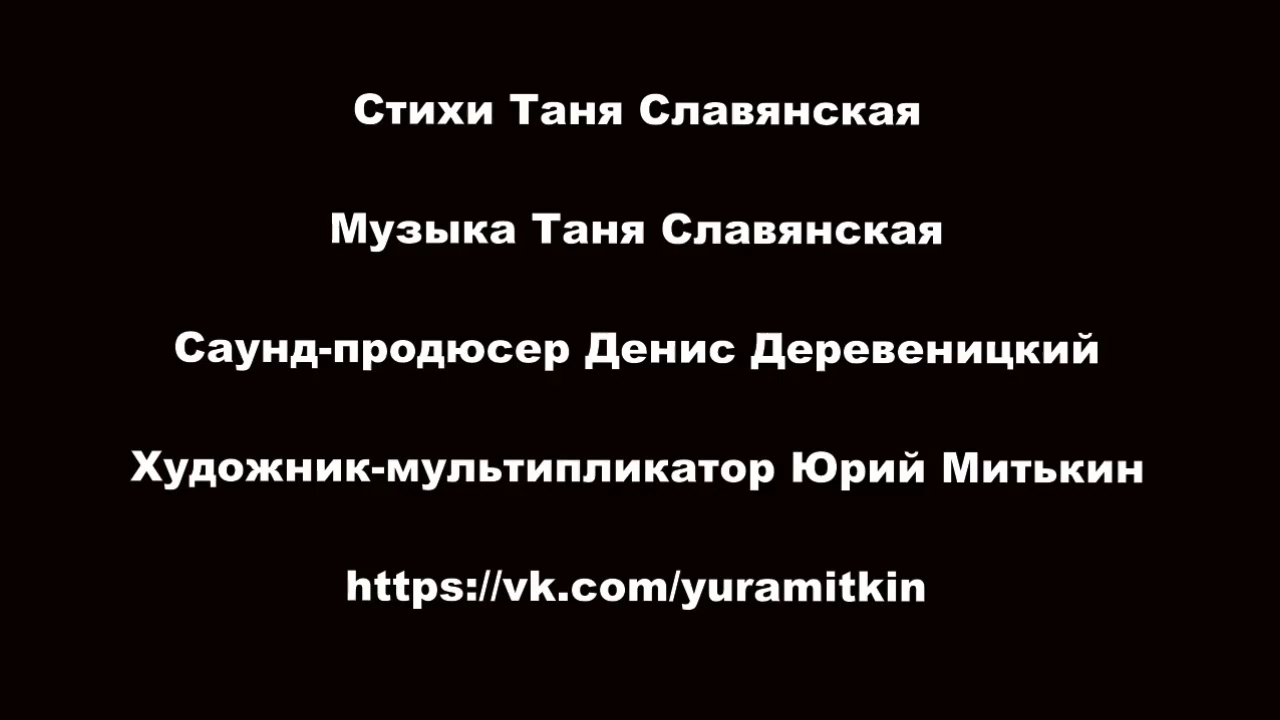 Стихи Таня Славянская
Музыка Таня Славянская
Саунд-продюсер Денис Деревеницкий
Художник-мультипликатор Юрий Митькин
https://vk.com/yuramitkin